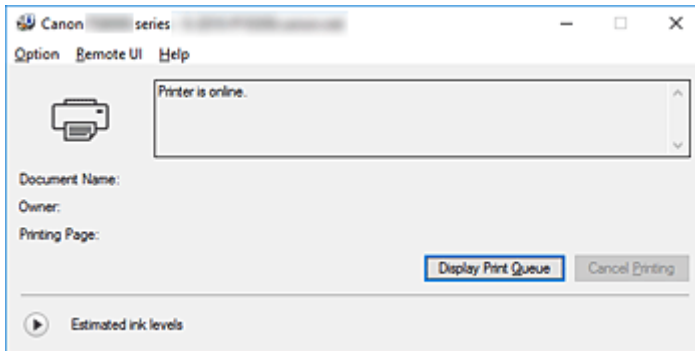 Canon series
Option Remote UI Help
Printer is online.
Document Name:
Owner:
Printing Page:
Display Print Queue Cancel Printing
Estimated ink levels